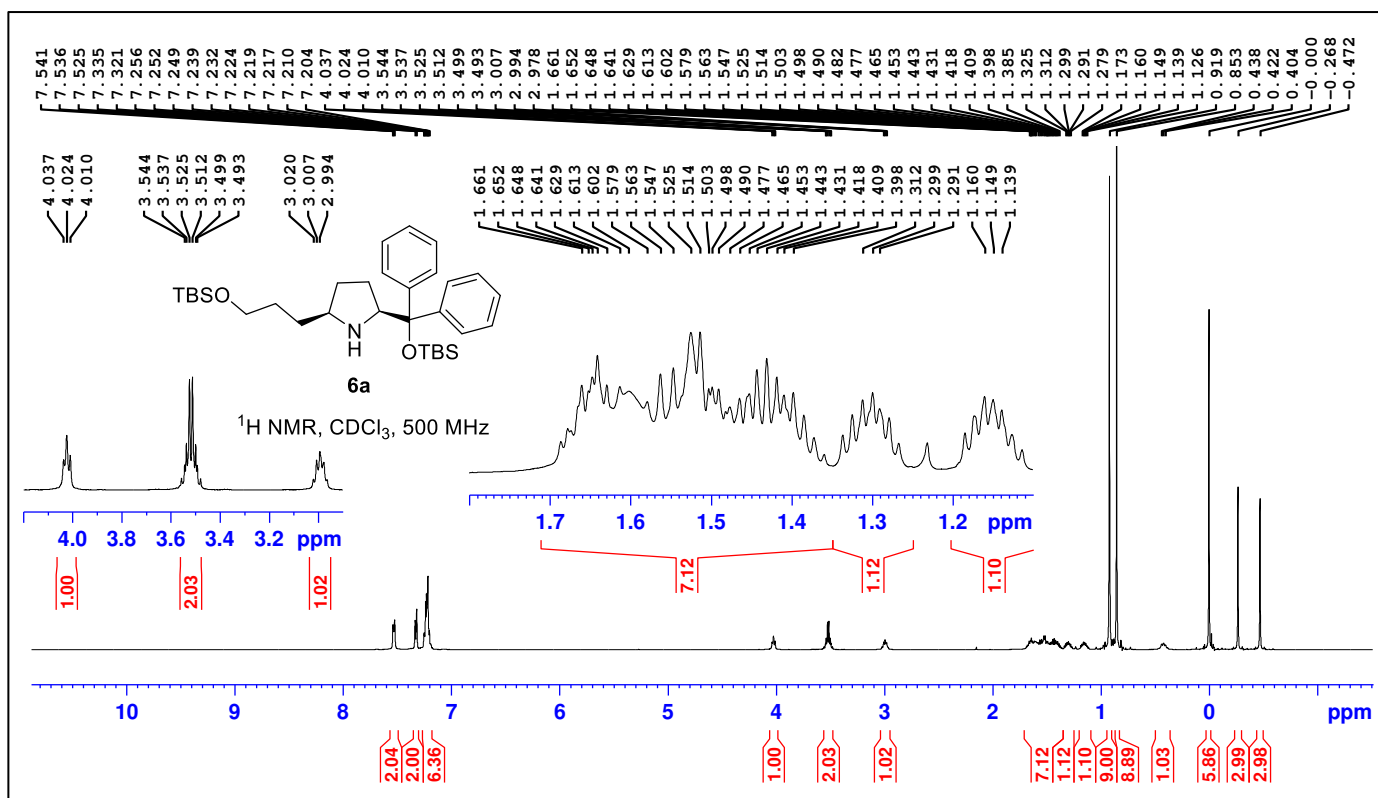 7.541 7.536 7.525 7.335 7.321 7.256 7.252 7.249 7.239 7.232 7.224 7.219 7.217 7.210 7.204 4.037 4.024 4.010 3.544 3.537 3.525 3.512 3.499 3.493 3.007 2.994 2.978 1.661 1.652 1.648 1.641 1.629 1.613 1.602 1.579 1.563 1.547 1.525 1.514 1.503 1.498 1.490 1.482 1.477 1.465 1.453 1.443 1.431 1.418 1.409 1.398 1.385 1.325 1.312 1.299 1.291 1.279 1.173 1.160 1.149 1.139 1.126 0.919 0.853 0.438 0.422 0.404 -0.000 -0.268 -0.472
4.037 4.024 4.010 3.544 3.537 3.525 3.512 3.499 3.493 3.020 3.007 2.994 1.661 1.652 1.648 1.641 1.629 1.613 1.602 1.579 1.563 1.547 1.525 1.514 1.503 1.498 1.490 1.477 1.465 1.453 1.443 1.431 1.418 1.409 1.398 1.312 1.299 1.291 1.160 1.149 1.139
TBSO
N
H
OTBS
6a
¹H NMR, CDCl₃, 500 MHz
4.0 3.8 3.6 3.4 3.2 ppm
1.7 1.6 1.5 1.4 1.3 1.2 ppm
1.00 2.03 1.02 7.12 1.12 1.10
10 9 8 7 6 5 4 3 2 1 0 ppm
2.04 2.00 6.36 1.00 2.03 1.02 7.12 1.12 1.10 9.00 8.89 1.03 5.86 2.99 2.98